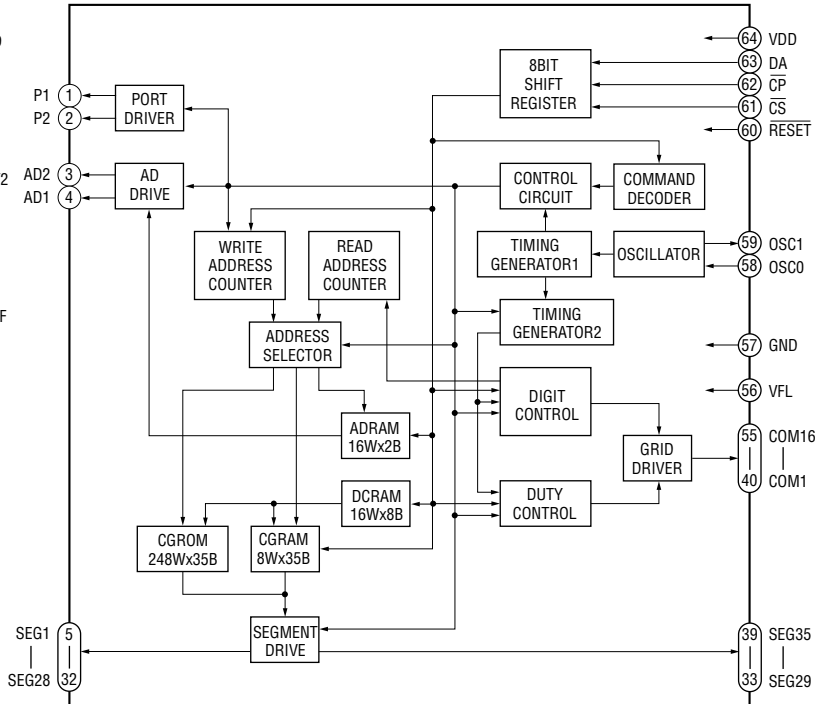 64 VDD
8BIT SHIFT REGISTER
63 DA
62 CP
61 CS
60 RESET
P1 1
P2 2
PORT DRIVER
2 AD2 3
AD1 4
AD DRIVE
CONTROL CIRCUIT
COMMAND DECODER
WRITE ADDRESS COUNTER
READ ADDRESS COUNTER
TIMING GENERATOR1
OSCILLATOR
59 OSC1
58 OSC0
F
ADDRESS SELECTOR
TIMING GENERATOR2
57 GND
56 VFL
DIGIT CONTROL
ADRAM 16Wx2B
GRID DRIVER
55 COM16
40 COM1
DCRAM 16Wx8B
DUTY CONTROL
CGROM 248Wx35B
CGRAM 8Wx35B
SEG1 5
SEG28 32
SEGMENT DRIVE
39 SEG35
33 SEG29